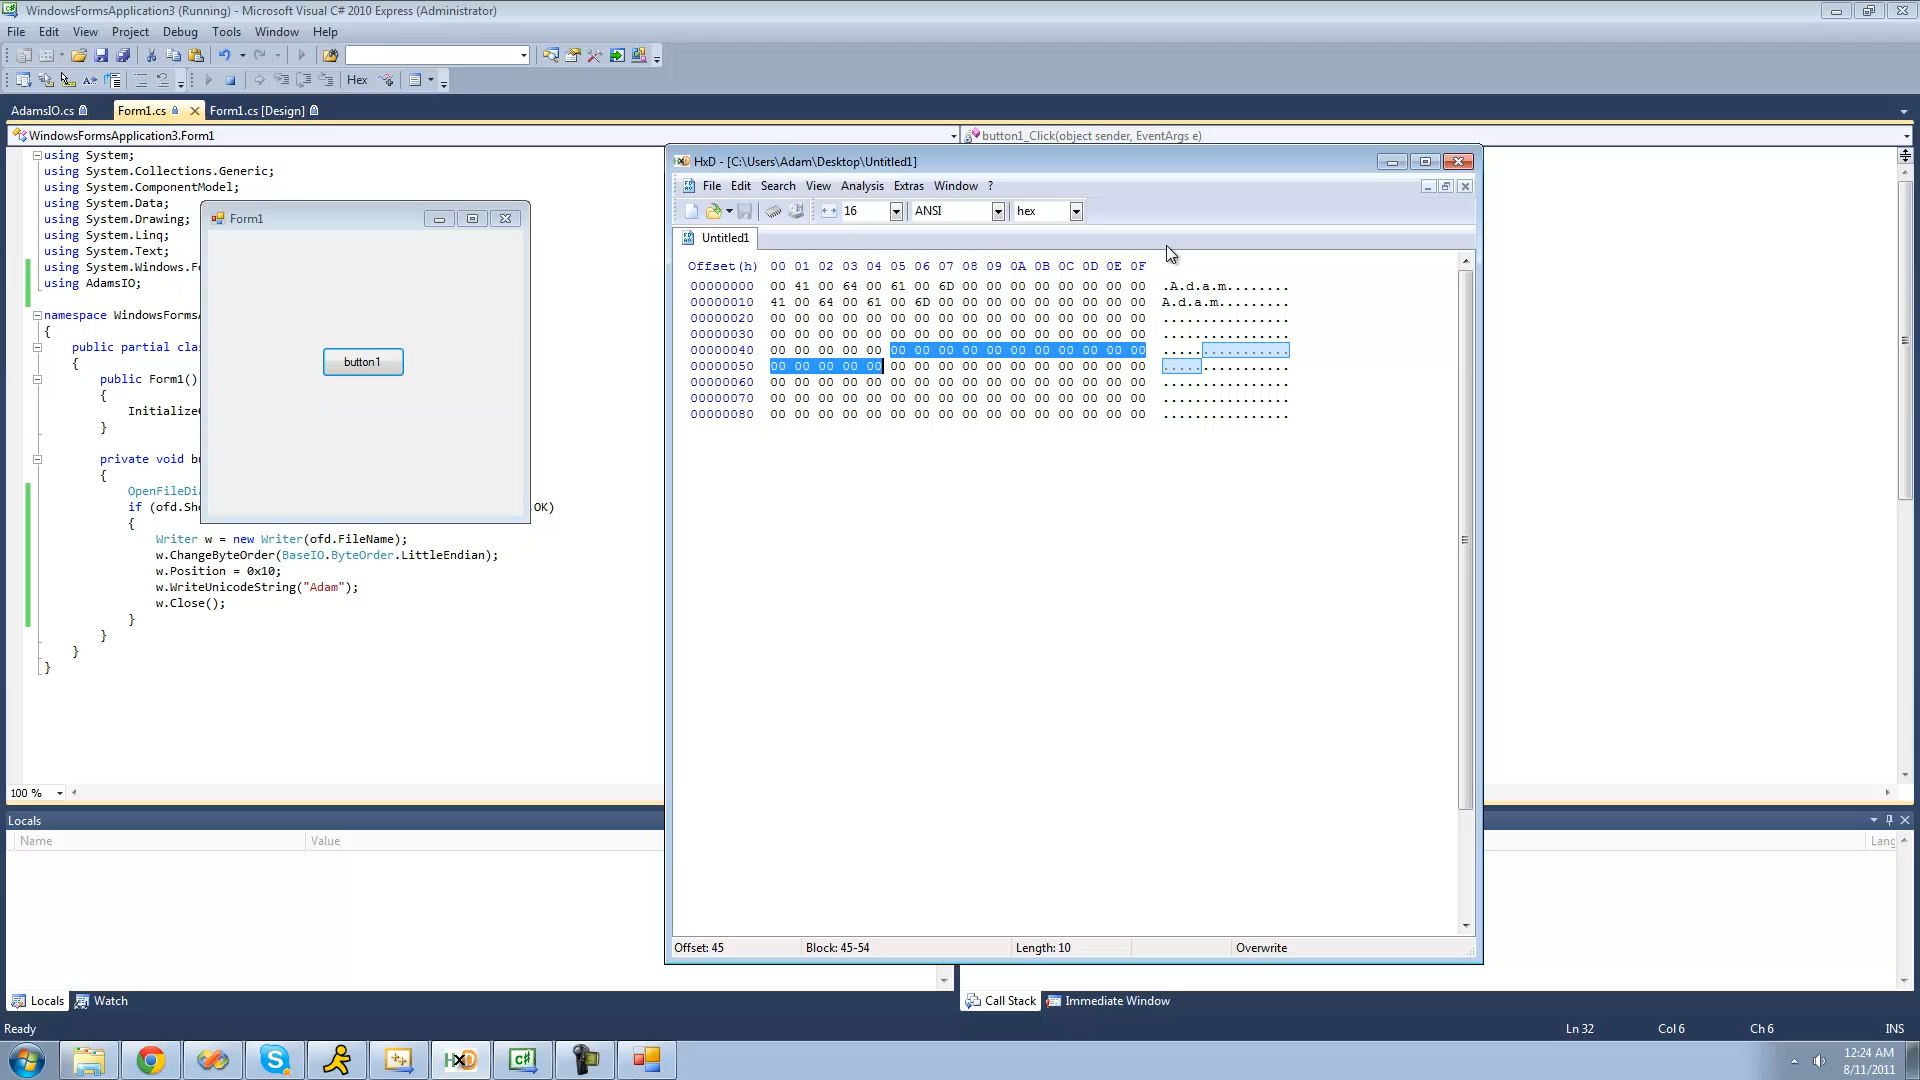 WindowsFormsApplication3 (Running) - Microsoft Visual C# 2010 Express (Administrator)
File Edit View Project Debug Tools Window Help
Hex
AdamsIO.cs Form1.cs Form1.cs [Design]
WindowsFormsApplication3.Form1 button1_Click(object sender, EventArgs e)
using System;
using System.Collections.Generic;
using System.ComponentModel;
using System.Data;
using System.Drawing;
using System.Linq;
using System.Text;
using System.Windows.Fo
using AdamsIO;
namespace WindowsFormsA
{
public partial clas
{
public Form1()
{
InitializeC
}
private void bu
{
OpenFileDia
if (ofd.Sho OK)
{
Writer w = new Writer(ofd.FileName);
w.ChangeByteOrder(BaseIO.ByteOrder.LittleEndian);
w.Position = 0x10;
w.WriteUnicodeString("Adam");
w.Close();
}
}
}
}
Form1
button1
HxD - [C:\Users\Adam\Desktop\Untitled1]
File Edit Search View Analysis Extras Window ?
16 ANSI hex
Untitled1
Offset(h) 00 01 02 03 04 05 06 07 08 09 0A 0B 0C 0D 0E 0F
00000000 00 41 00 64 00 61 00 6D 00 00 00 00 00 00 00 00 .A.d.a.m........
00000010 41 00 64 00 61 00 6D 00 00 00 00 00 00 00 00 00 A.d.a.m.........
00000020 00 00 00 00 00 00 00 00 00 00 00 00 00 00 00 00 ................
00000030 00 00 00 00 00 00 00 00 00 00 00 00 00 00 00 00 ................
00000040 00 00 00 00 00 00 00 00 00 00 00 00 00 00 00 00 ................
00000050 00 00 00 00 00 00 00 00 00 00 00 00 00 00 00 00 ................
00000060 00 00 00 00 00 00 00 00 00 00 00 00 00 00 00 00 ................
00000070 00 00 00 00 00 00 00 00 00 00 00 00 00 00 00 00 ................
00000080 00 00 00 00 00 00 00 00 00 00 00 00 00 00 00 00 ................
Offset: 45 Block: 45-54 Length: 10 Overwrite
100 %
Locals
Name Value Lang
Locals Watch Call Stack Immediate Window
Ready Ln 32 Col 6 Ch 6 INS
HXD C#
12:24 AM
8/11/2011